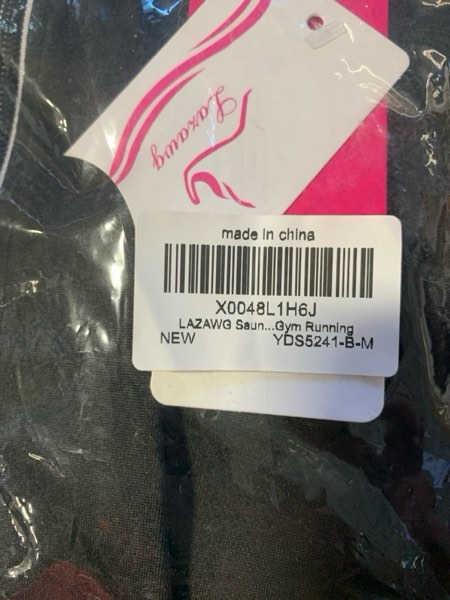 Lazawg
made in china
X0048L1H6J
LAZAWG Saun...Gym Running
NEW YDS5241-B-M